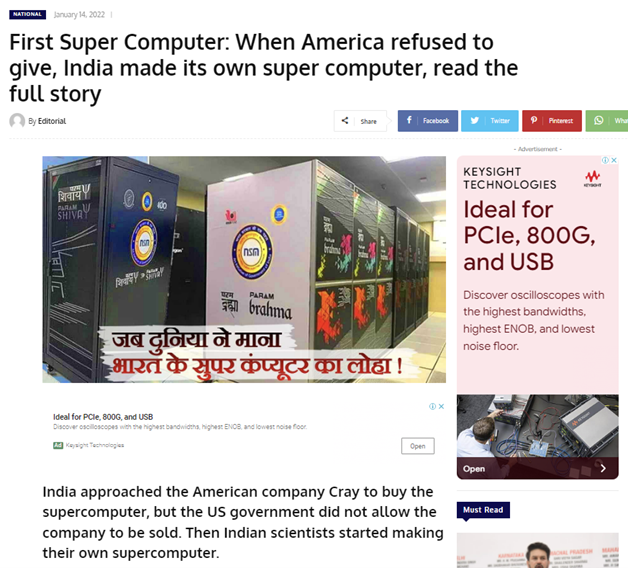 NATIONAL January 14, 2022
First Super Computer: When America refused to
give, India made its own super computer, read the
full story
By Editorial
Share
Facebook
Twitter
Pinterest
- Advertisement -
परम
शिवाय
PARAM
SHIVAY
NSM
परम
शिवाय
PARAM
SHIVAY
NSM
परम
ब्रह्मा
PARAM
brahma
जब दुनिया ने माना
भारत के सुपर कंप्यूटर का लोहा !
KEYSIGHT
TECHNOLOGIES
KEYSIGHT
Ideal for
PCIe, 800G,
and USB
Discover oscilloscopes with
the highest bandwidths,
highest ENOB, and lowest
noise floor.
Open
Ideal for PCIe, 800G, and USB
Discover oscilloscopes with the highest bandwidths, highest ENOB, and lowest noise floor.
Ad Keysight Technologies
Open
India approached the American company Cray to buy the
supercomputer, but the US government did not allow the
company to be sold. Then Indian scientists started making
their own supercomputer.
Must Read